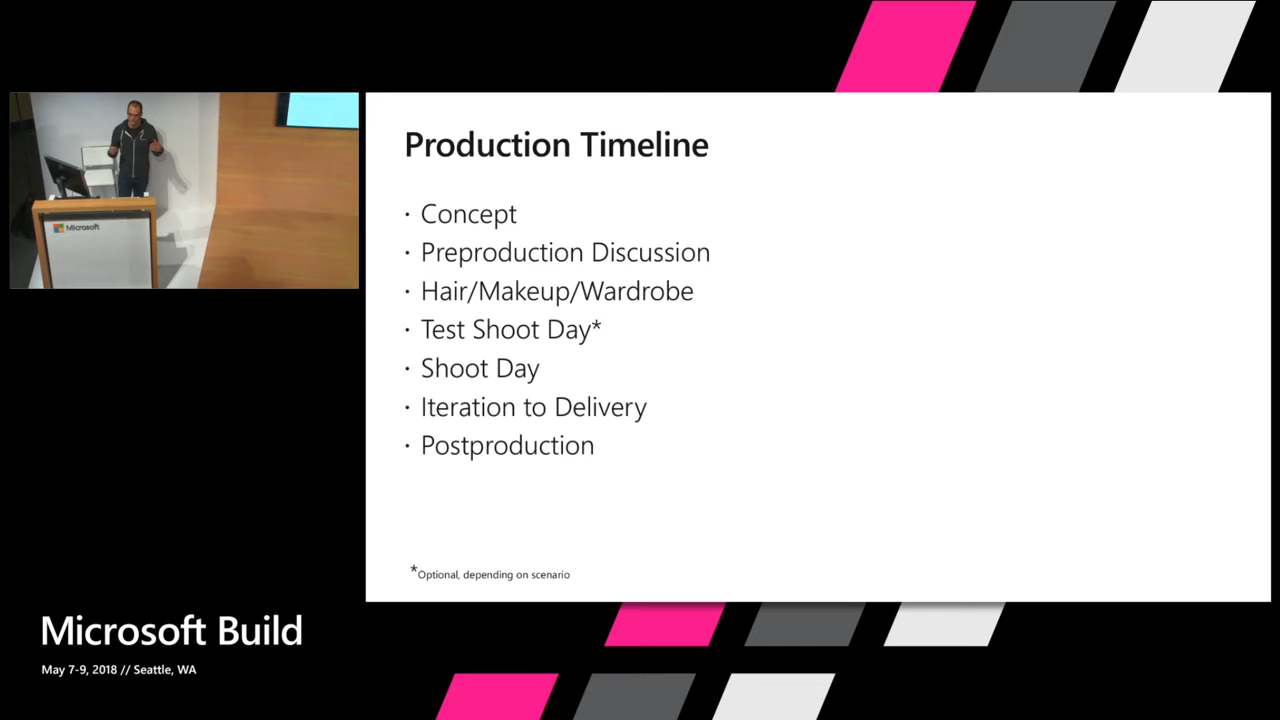 Microsoft
Production Timeline
· Concept
· Preproduction Discussion
· Hair/Makeup/Wardrobe
· Test Shoot Day*
· Shoot Day
· Iteration to Delivery
· Postproduction
*Optional, depending on scenario
Microsoft Build
May 7-9, 2018 // Seattle, WA